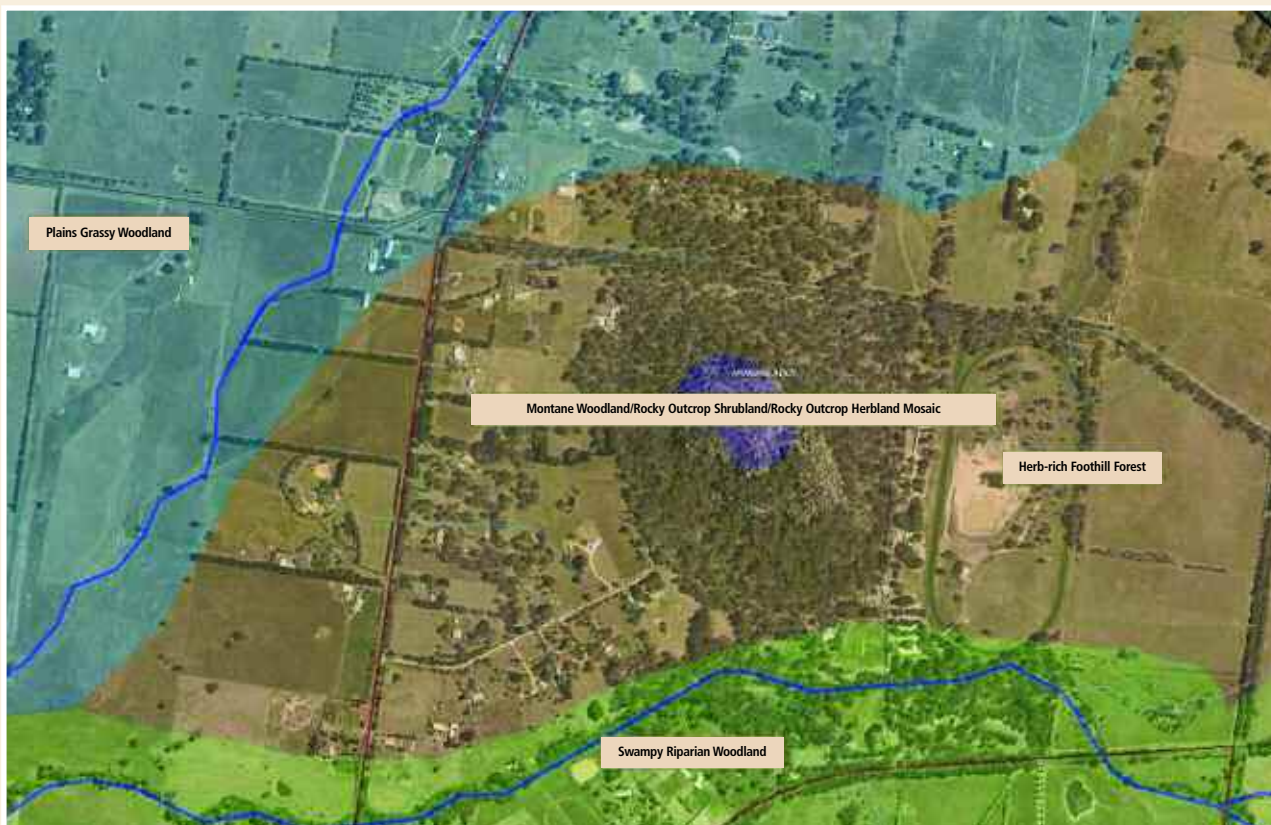 Plains Grassy Woodland
Montane Woodland/Rocky Outcrop Shrubland/Rocky Outcrop Herbland Mosaic
Herb-rich Foothill Forest
Swampy Riparian Woodland